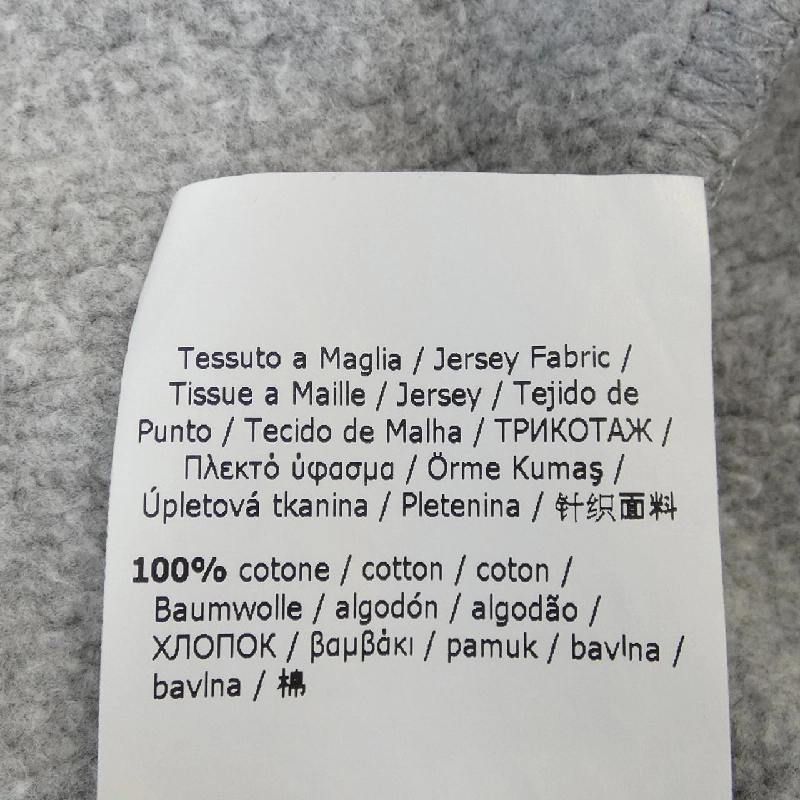 Tessuto a Maglia / Jersey Fabric /
Tissue a Maille / Jersey / Tejido de
Punto / Tecido de Malha / ТРИКОТАЖ /
Πλεκτό ύφασμα / Örme Kumaş /
Úpletová tkanina / Pletenina / 针织面料
100% cotone / cotton / coton /
Baumwolle / algodón / algodão /
ХЛОПОК / βαμβάκι / pamuk / bavlna /
bavlna / 棉